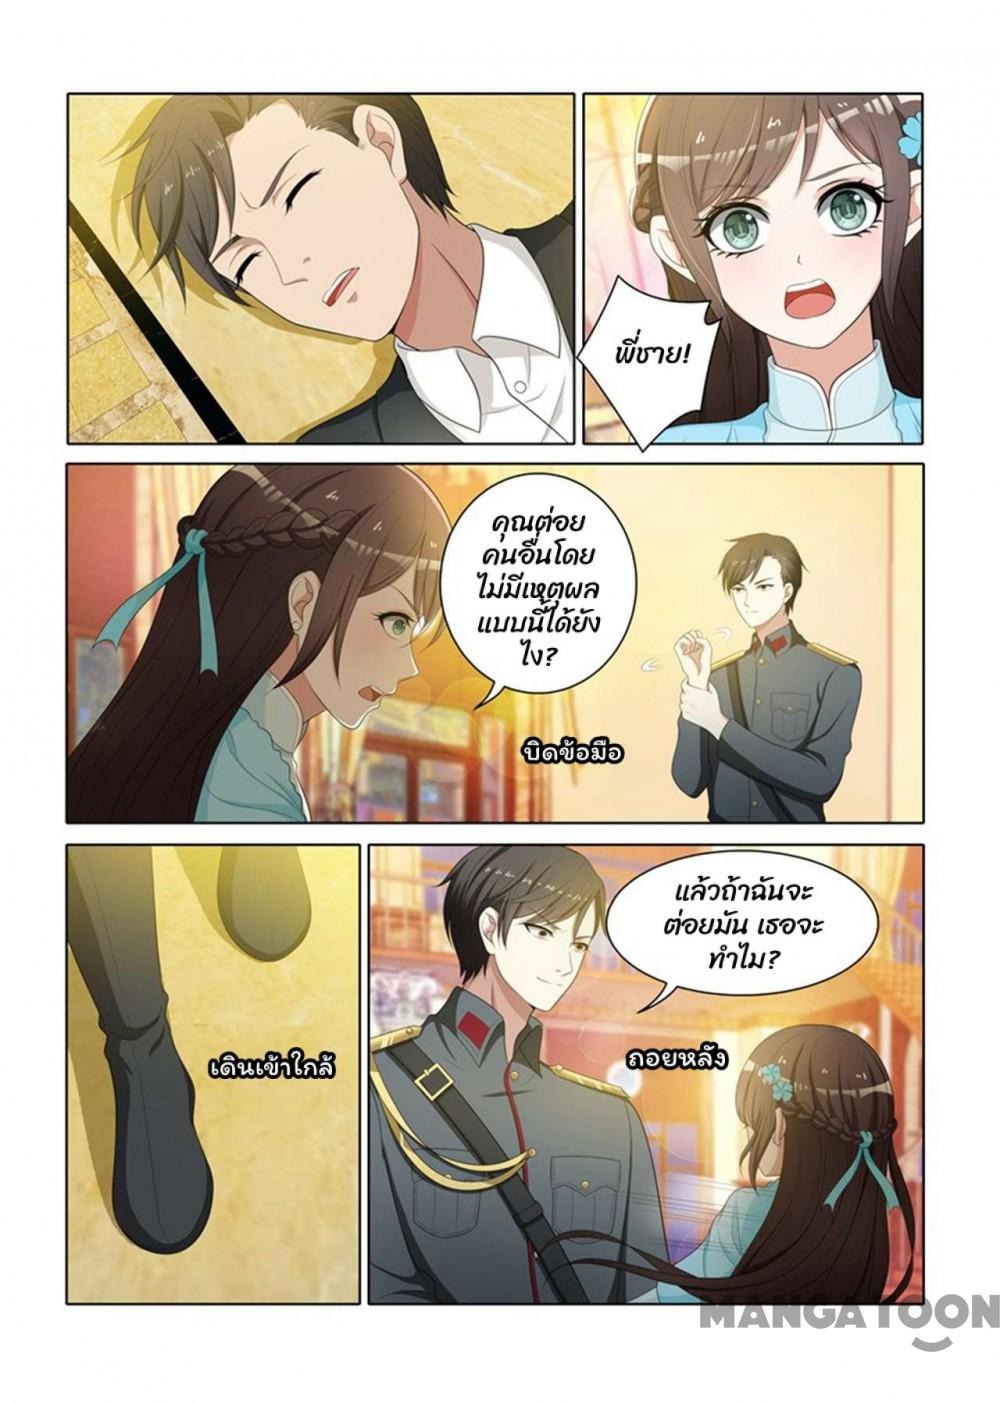 พี่ชาย!
คุณต่อย
คนอื่นโดย
ไม่มีเหตุผล
แบบนี้ได้ยัง
ไง?
บิดข้อมือ
เดินเข้าใกล้
แล้วถ้าฉันจะ
ต่อยมัน เธอจะ
ทำไม?
ถอยหลัง
MANGATOON